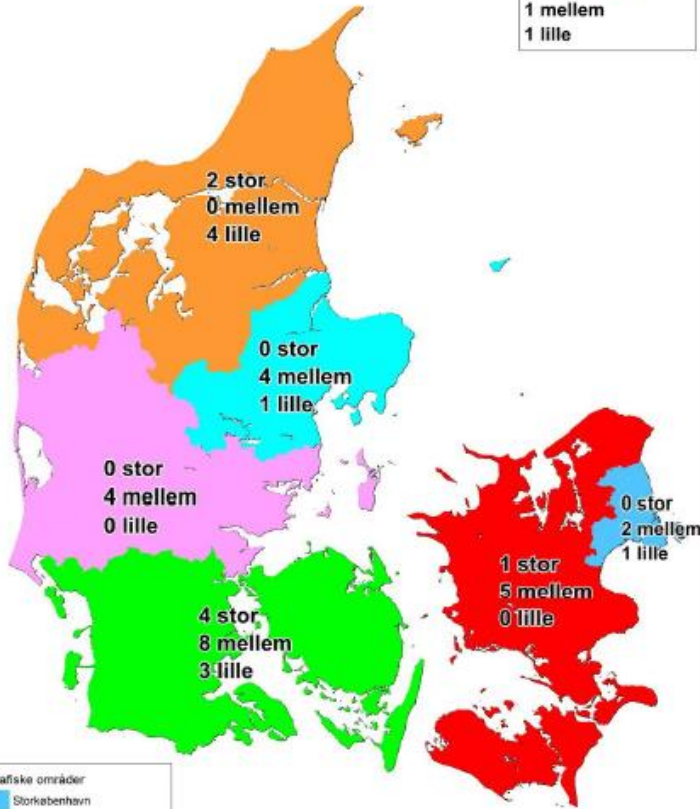 1 mellem
1 lille
2 stor
0 mellem
4 lille
0 stor
4 mellem
1 lille
0 stor
4 mellem
0 lille
0 stor
2 mellem
1 lille
1 stor
5 mellem
0 lille
4 stor
8 mellem
3 lille
afiske områder
Storkøbenhavn